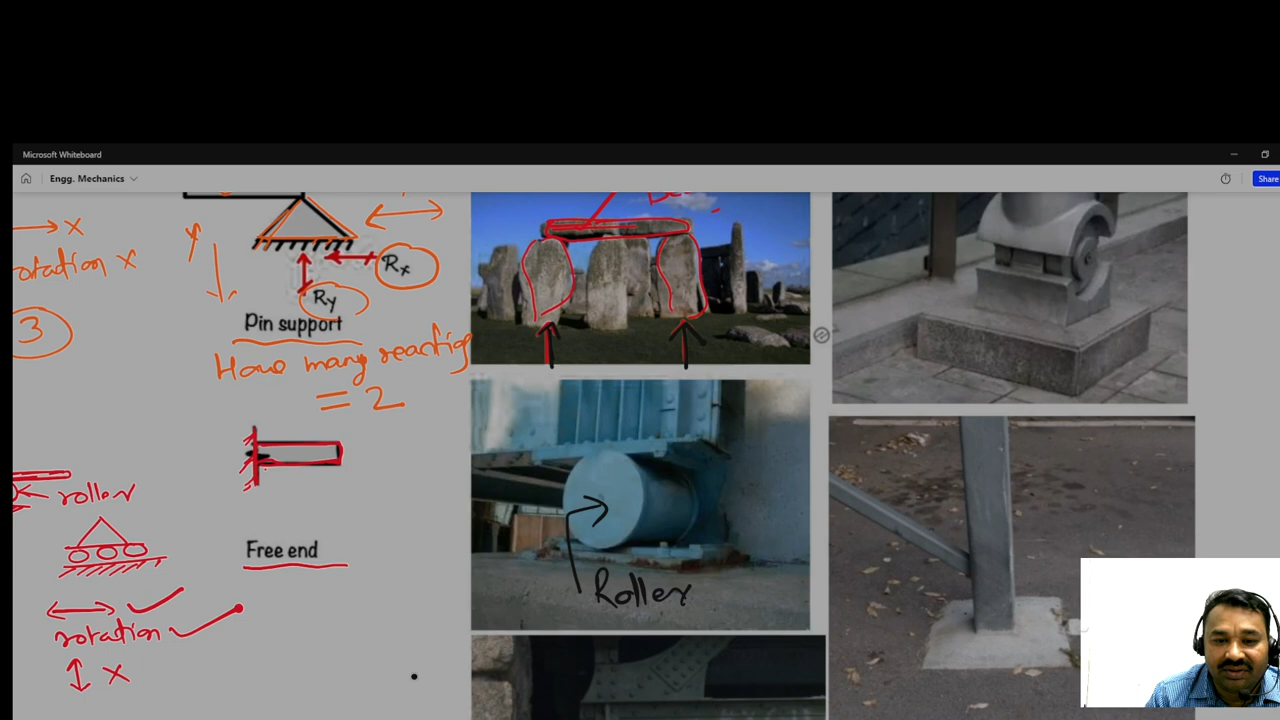 Microsoft Whiteboard
Engg. Mechanics
Share
X
otation X
3
y
Rx
Ry
Pin support
How many reactio
= 2
roller
Free end
rotation
X
Roller